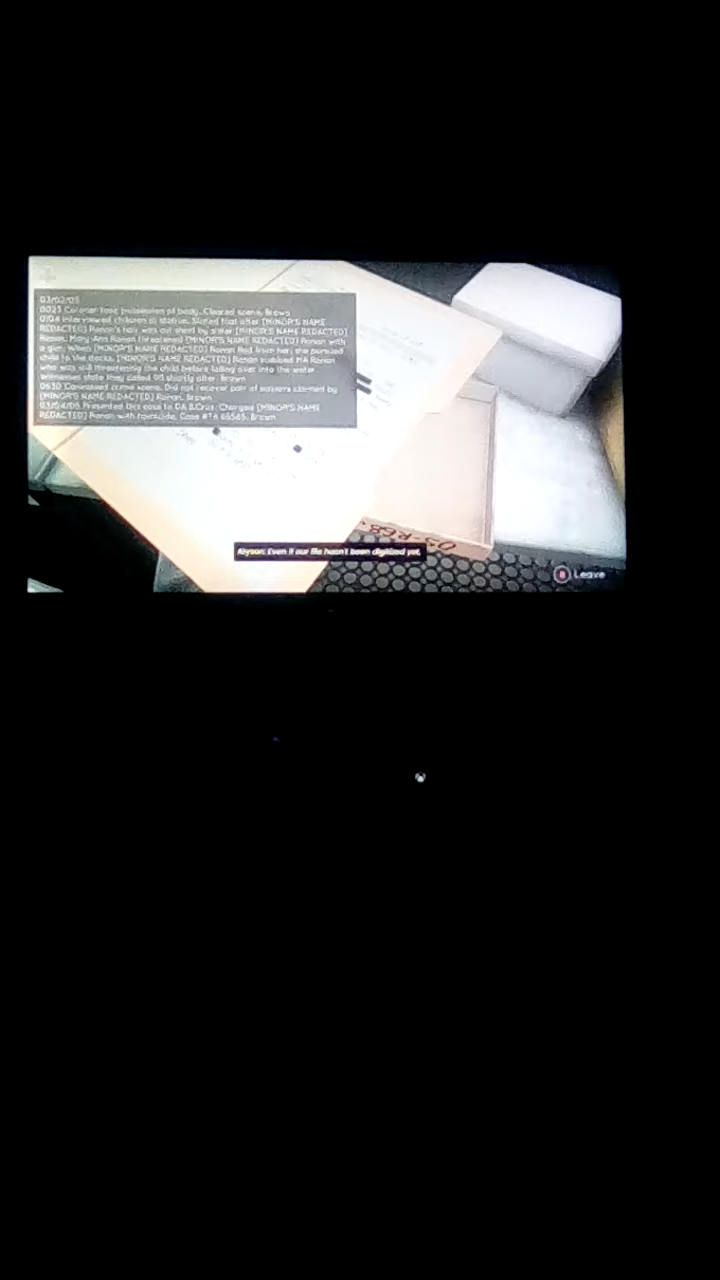 03/02/05
0023 Coroner took possession of body. Cleared scene. Brown
0104 Interviewed children at station. Stated that after [MINOR'S NAME
REDACTED] Ronan's hair was cut short by sister [MINOR'S NAME REDACTED]
Ronan, Mary-Ann Ronan threatened [MINOR'S NAME REDACTED] Ronan with
a gun. When [MINOR'S NAME REDACTED] Ronan fled from her, she pursued
child to the docks. [MINOR'S NAME REDACTED] Ronan stabbed MA Ronan
who was still threatening the child before falling over into the water.
Witnesses state they called 911 shortly after. Brown
0630 Canvassed crime scene. Did not recover pair of scissors claimed by
[MINOR'S NAME REDACTED] Ronan. Brown
03/04/05 Presented this case to DA B.Cruz. Charged [MINOR'S NAME
REDACTED] Ronan with homicide. Case Brown
Alyson: Even if our file hasn't been digitized yet,
B Leave